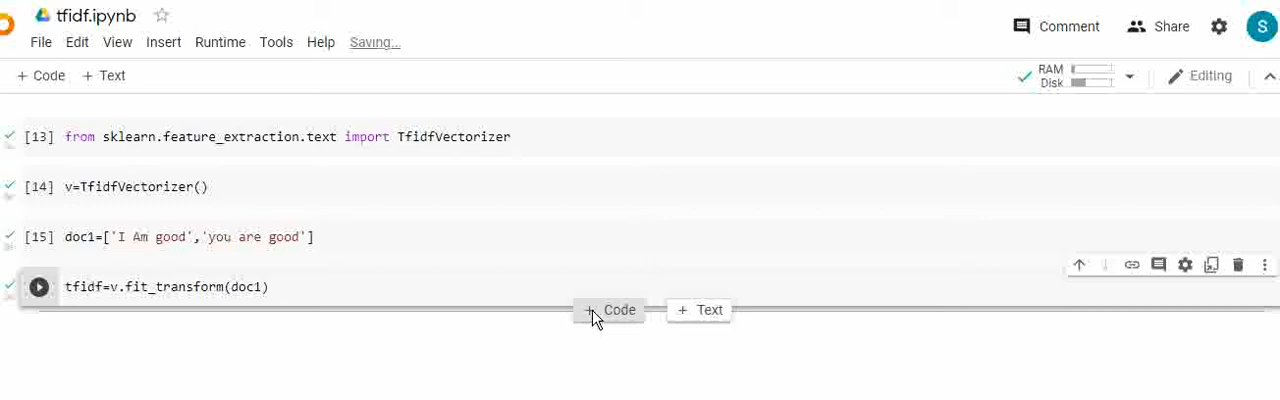 tfidf.ipynb
Comment Share S
File Edit View Insert Runtime Tools Help Saving...
+ Code + Text RAM Disk Editing
[13] from sklearn.feature_extraction.text import TfidfVectorizer
[14] v=TfidfVectorizer()
[15] doc1=['I Am good','you are good']
tfidf=v.fit_transform(doc1)
+ Code + Text